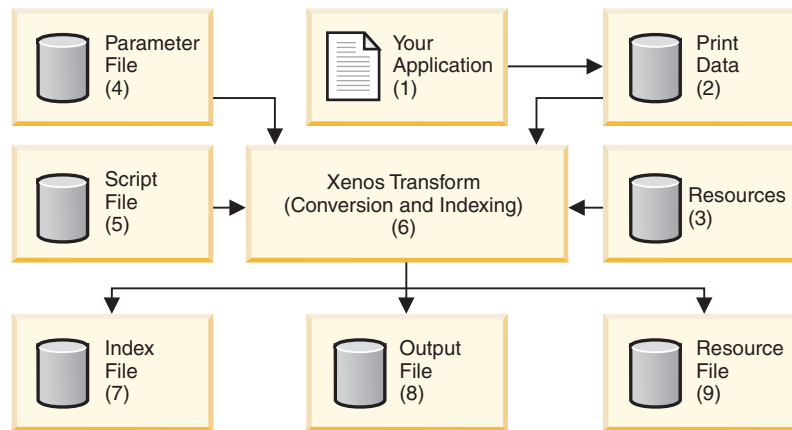 Parameter
File
(4)
Your
Application
(1)
Print
Data
(2)
Script
File
(5)
Xenos Transform
(Conversion and Indexing)
(6)
Resources
(3)
Index
File
(7)
Output
File
(8)
Resource
File
(9)